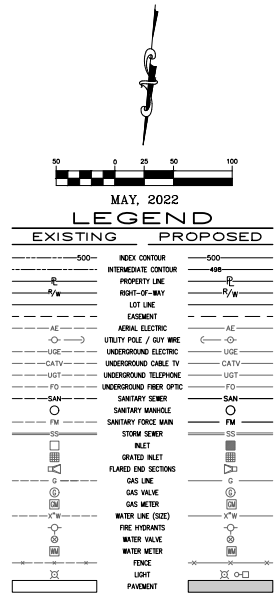 50 0 25 50 100
MAY, 2022
LEGEND
EXISTING PROPOSED
500 INDEX CONTOUR 500
INTERMEDIATE CONTOUR 498
PL PROPERTY LINE PL
R/W RIGHT-OF-WAY R/W
LOT LINE
EASEMENT
AE AERIAL ELECTRIC AE
UTILITY POLE / GUY WIRE
UGE UNDERGROUND ELECTRIC UGE
CATV UNDERGROUND CABLE TV CATV
UGT UNDERGROUND TELEPHONE UGT
FO UNDERGROUND FIBER OPTIC FO
SAN SANITARY SEWER SAN
SANITARY MANHOLE
FM SANITARY FORCE MAIN FM
SS STORM SEWER SS
INLET
GRATED INLET
FLARED END SECTIONS
G GAS LINE G
G GAS VALVE G
GM GAS METER GM
X"W WATER LINE (SIZE) X"W
FIRE HYDRANTS
WATER VALVE
WM WATER METER WM
FENCE
LIGHT
PAVEMENT